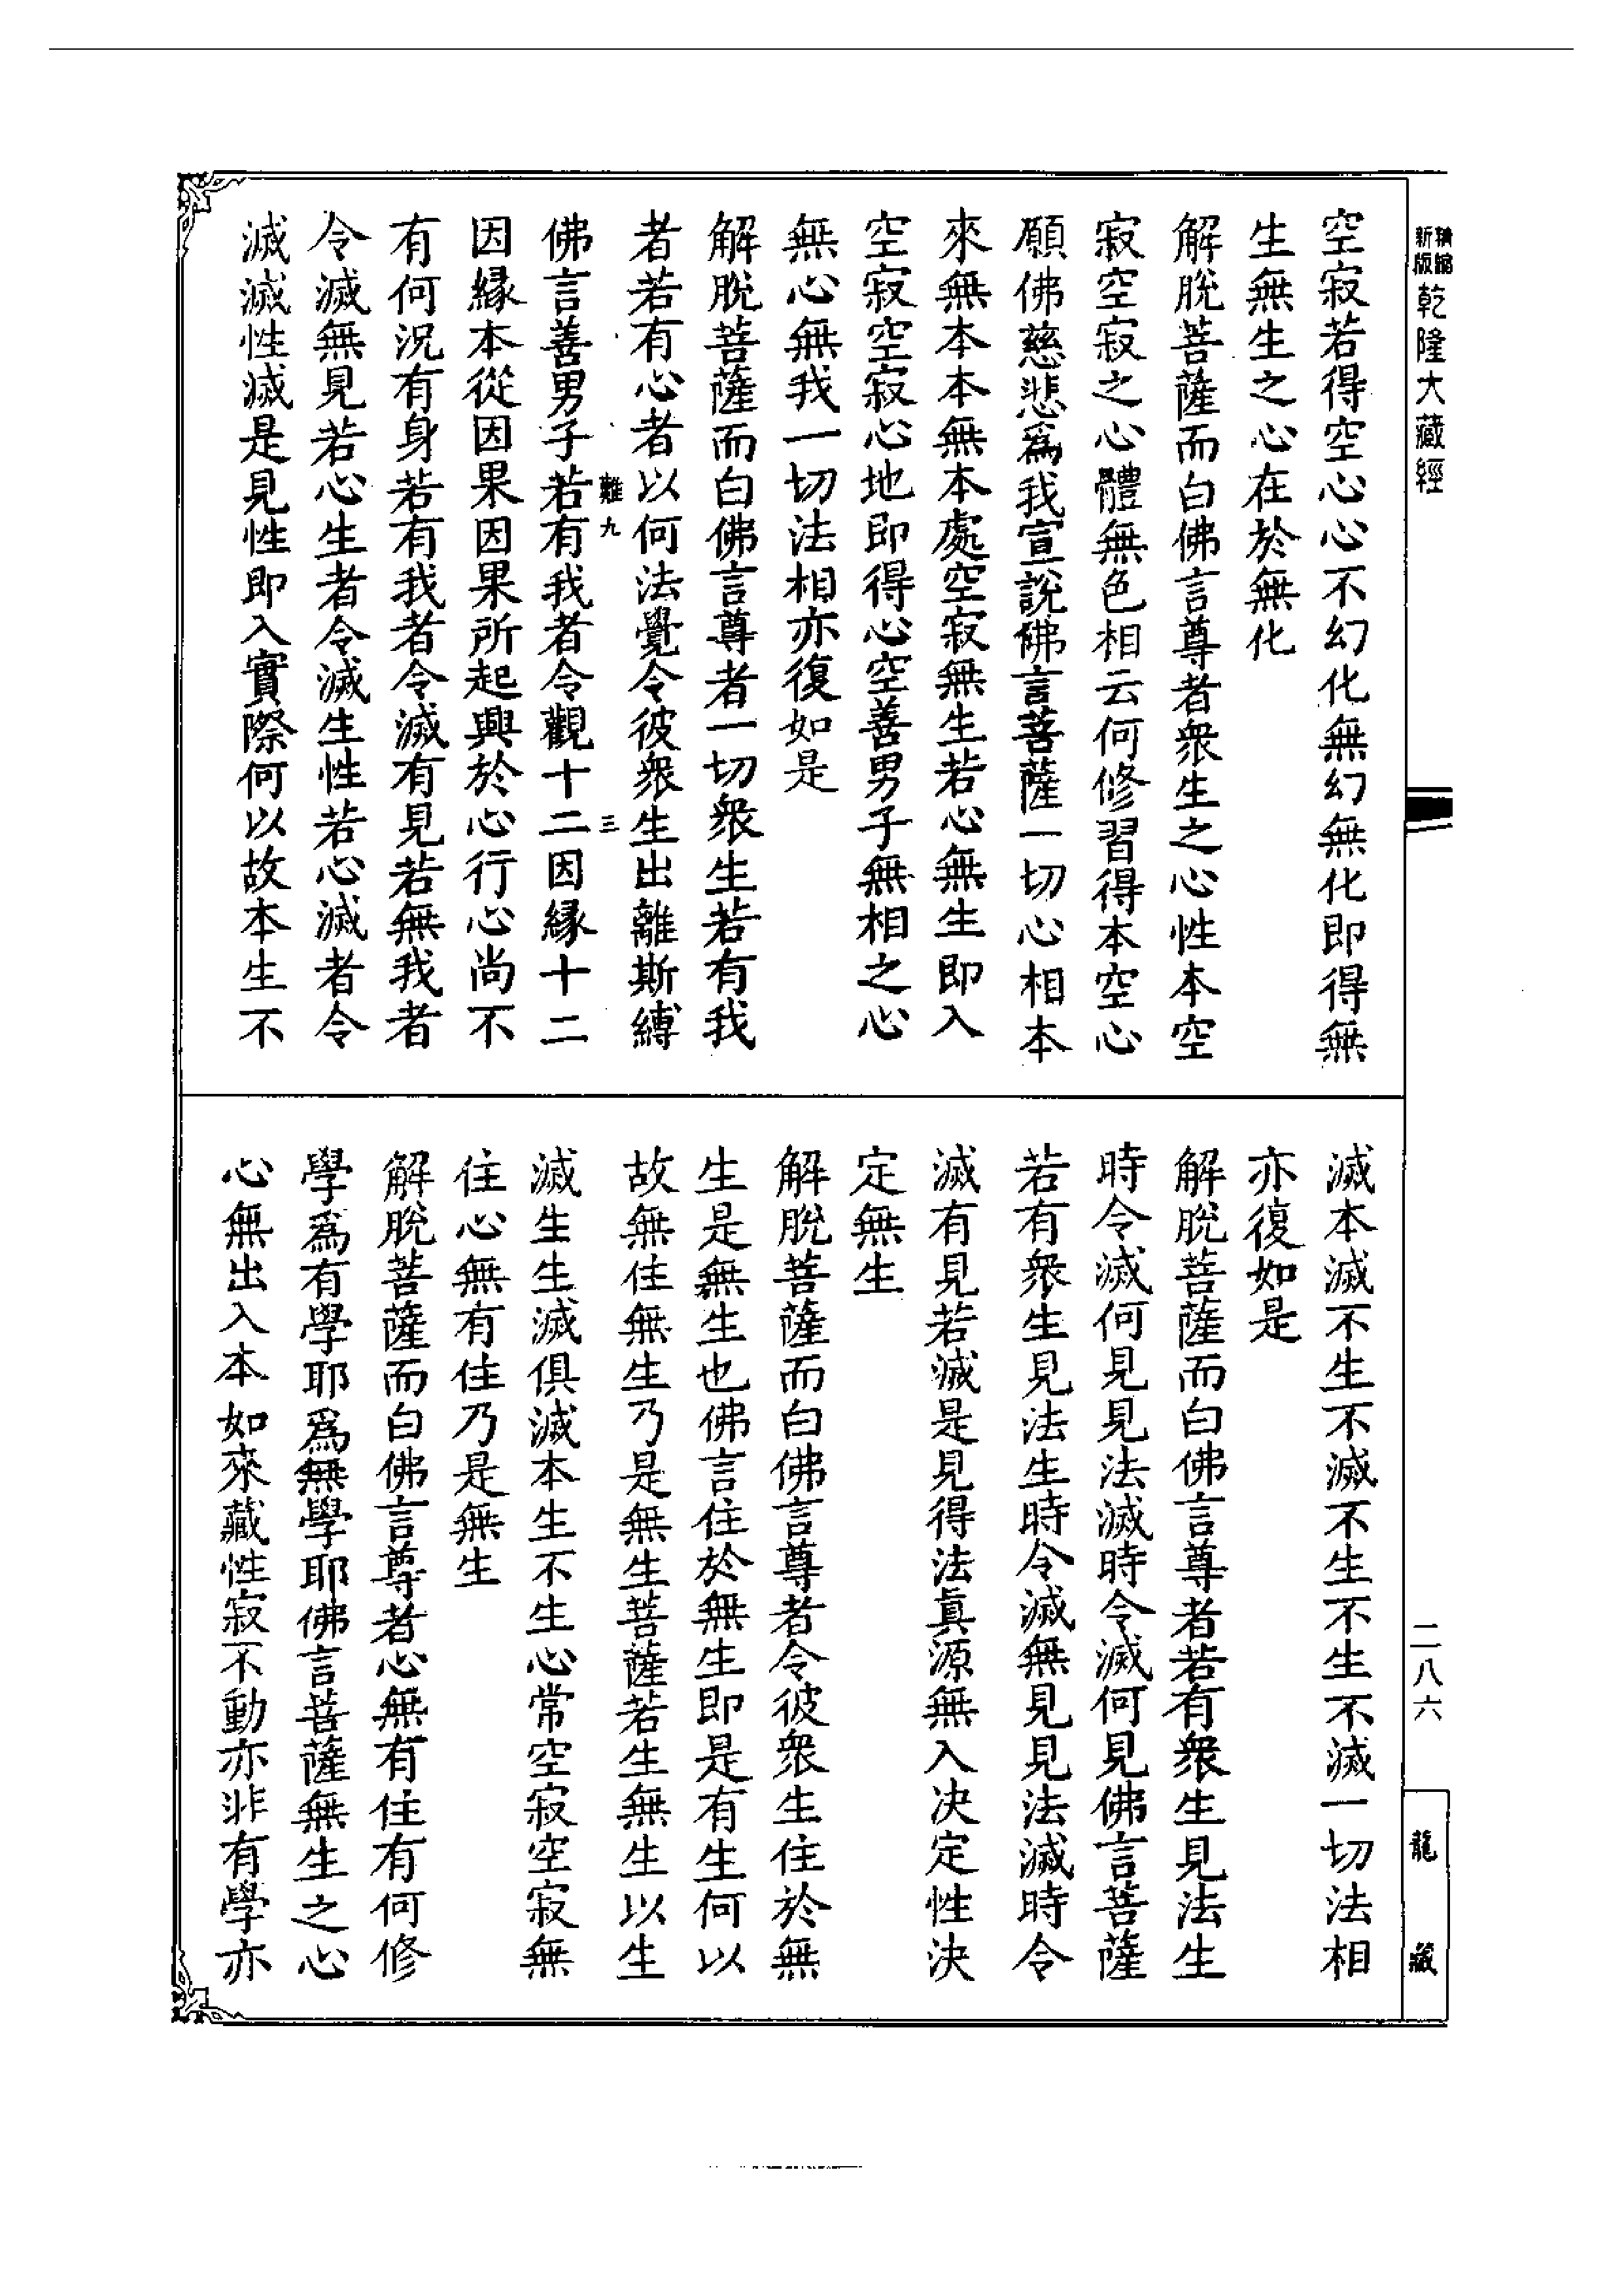 新版精縮乾隆大藏經
二八六
龍藏
空寂若得空心心不幻化無幻無化即得無
生無生之心在於無化
解脫菩薩而白佛言尊者衆生之心性本空
寂空寂之心體無色相云何修習得本空心
願佛慈悲爲我宣說佛言菩薩一切心相本
來無本本無本處空寂無生若心無生即入
空寂空寂心地即得心空善男子無相之心
無心無我一切法相亦復如是
解脫菩薩而白佛言尊者一切衆生若有我
者若有心者以何法覺令彼衆生出離斯縛
難九 三
佛言善男子若有我者令觀十二因緣十二
因緣本從因果因果所起興於心行心尚不
有何況有身若有我者令滅有見若無我者
令滅無見若心生者令滅生性若心滅者令
滅滅性滅是見性即入實際何以故本生不
滅本滅不生不滅不生不生不滅一切法相
亦復如是
解脫菩薩而白佛言尊者若有衆生見法生
時令滅何見見法滅時令滅何見佛言菩薩
若有衆生見法生時令滅無見見法滅時令
滅有見若滅是見得法真源無入决定性决
定無生
解脫菩薩而白佛言尊者令彼衆生住於無
生是無生也佛言住於無生即是有生何以
故無住無生乃是無生菩薩若生無生以生
滅生生滅俱滅本生不生心常空寂空寂無
住心無有住乃是無生
解脫菩薩而白佛言尊者心無有住有何修
學爲有學耶爲無學耶佛言菩薩無生之心
心無出入本如來藏性寂不動亦非有學亦